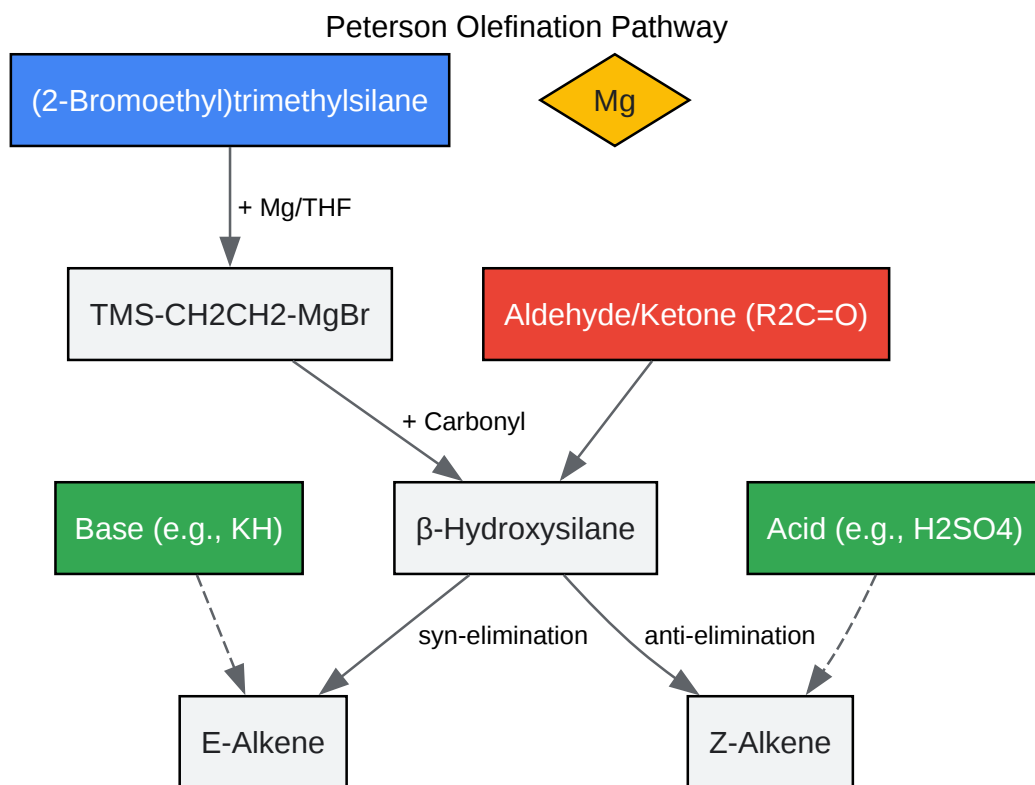 Peterson Olefination Pathway
(2-Bromoethyl)trimethylsilane
Mg
+ Mg/THF
TMS-CH2CH2-MgBr
Aldehyde/Ketone (R2C=O)
+ Carbonyl
Base (e.g., KH)
β-Hydroxysilane
Acid (e.g., H2SO4)
syn-elimination
anti-elimination
E-Alkene
Z-Alkene